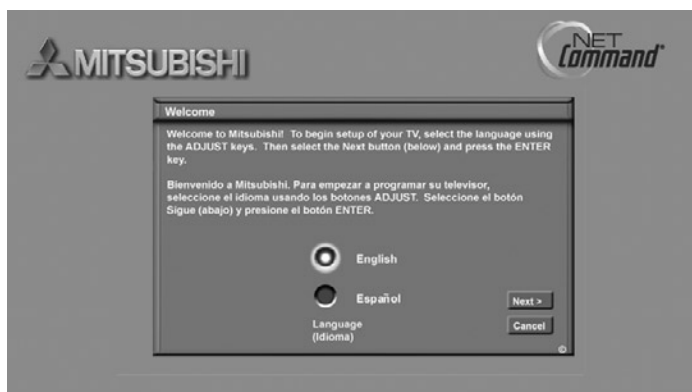 MITSUBISHI
NET
Command®
Welcome
Welcome to Mitsubishi! To begin setup of your TV, select the language using
the ADJUST keys. Then select the Next button (below) and press the ENTER
key.
Bienvenido a Mitsubishi. Para empezar a programar su televisor,
seleccione el idioma usando los botones ADJUST. Seleccione el botón
Sigue (abajo) y presione el botón ENTER.
English
Español
Language
(Idioma)
Next >
Cancel
©